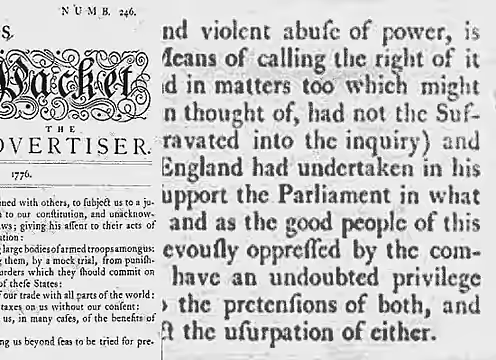 NUMB. 246.
S.
Packet
THE
DVERTISER.
1776.
ined with others, to ſubject us to a ju-
n to our conſtitution, and unacknow-
ws; giving his aſſent to their acts of
ation:
large bodies of armed troops among us:
g them, by a mock trial, from puniſh-
urders which they ſhould commit on
of theſe States:
our trade with all parts of the world:
taxes on us without our conſent:
us, in many caſes, of the benefits of
ng us beyond ſeas to be tried for pre-
nd violent abuſe of power, is
Means of calling the right of it
d in matters too which might
n thought of, had not the Suf-
ravated into the inquiry) and
England had undertaken in his
upport the Parliament in what
and as the good people of this
evouſly oppreſſed by the com-
have an undoubted privilege
the pretenſions of both, and
ſt the uſurpation of either.